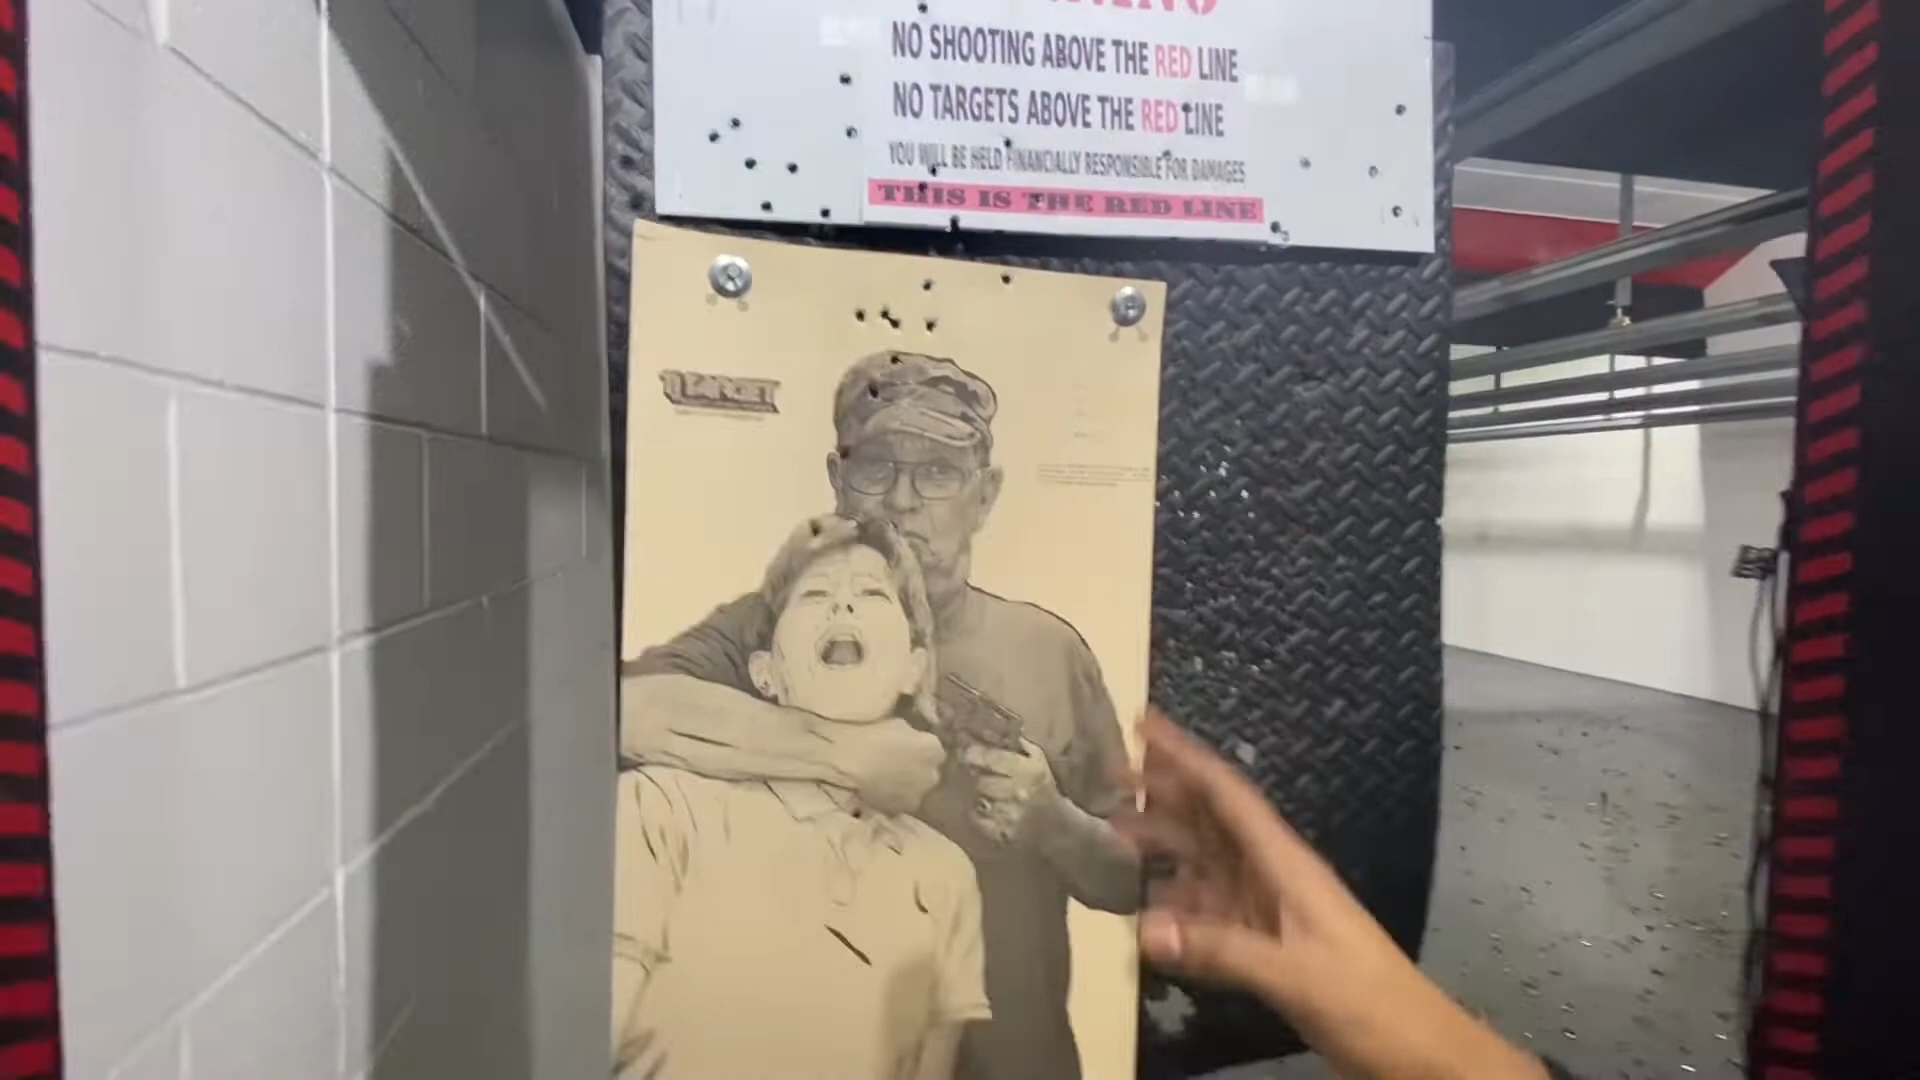 NO SHOOTING ABOVE THE RED LINE
NO TARGETS ABOVE THE RED LINE
YOU WILL BE HELD FINANCIALLY RESPONSIBLE FOR DAMAGES
THIS IS THE RED LINE
TARGET